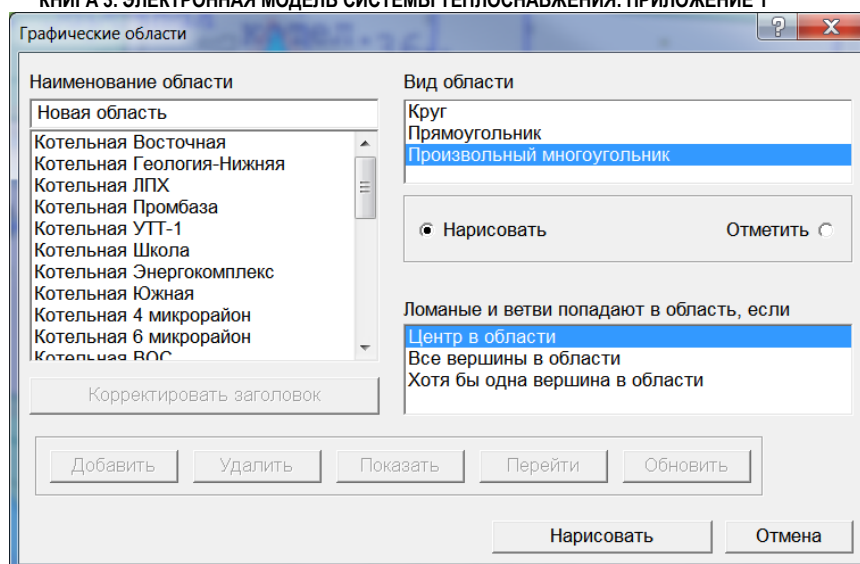 КНИГА 3. ЭЛЕКТРОННАЯ МОДЕЛЬ СИСТЕМЫ ТЕПЛОСНАБЖЕНИЯ. ПРИЛОЖЕНИЕ 1
Графические области
Наименование области
Новая область
Котельная Восточная
Котельная Геология-Нижняя
Котельная ЛПХ
Котельная Промбаза
Котельная УТТ-1
Котельная Школа
Котельная Энергокомплекс
Котельная Южная
Котельная 4 микрорайон
Котельная 6 микрорайон
Котельная ВОС
Корректировать заголовок
Вид области
Круг
Прямоугольник
Произвольный многоугольник
Нарисовать Отметить
Ломаные и ветви попадают в область, если
Центр в области
Все вершины в области
Хотя бы одна вершина в области
Добавить Удалить Показать Перейти Обновить
Нарисовать Отмена